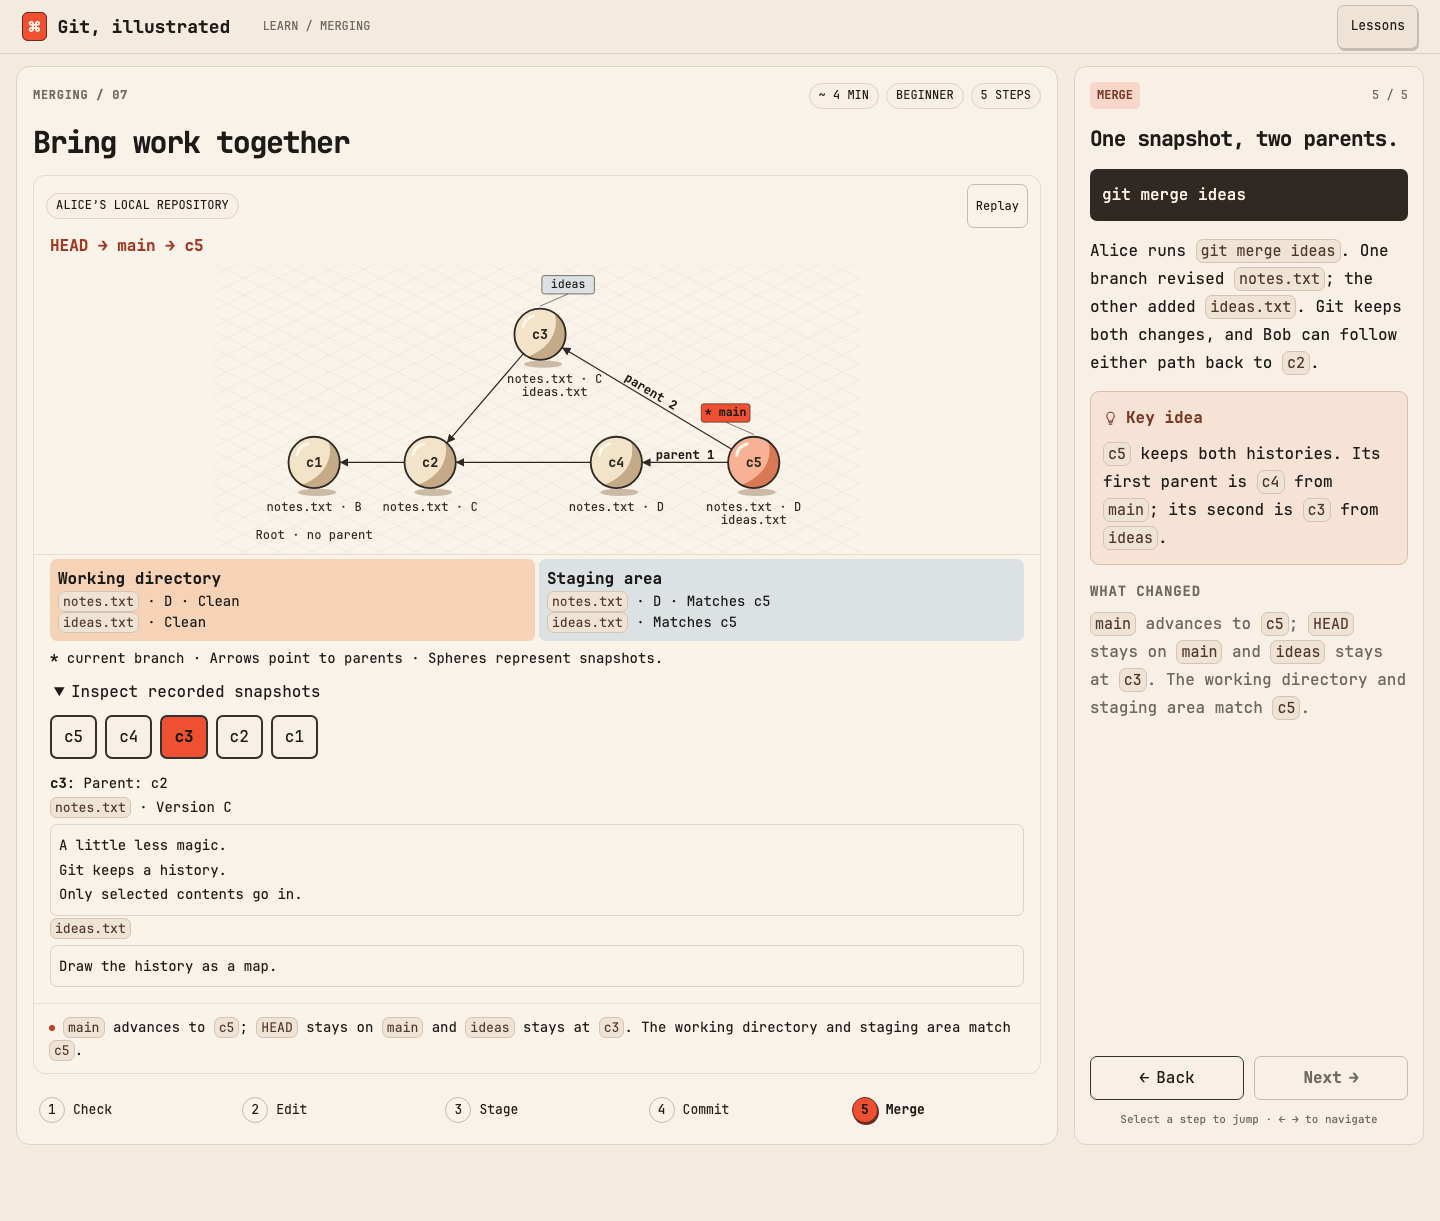 ⌘ Git, illustrated
LEARN / MERGING
Lessons
MERGING / 07
~ 4 MIN
BEGINNER
5 STEPS
Bring work together
ALICE’S LOCAL REPOSITORY
Replay
HEAD → main → c5
ideas
c3
notes.txt · C
ideas.txt
parent 2
* main
c1
c2
c4
parent 1
c5
notes.txt · B
notes.txt · C
notes.txt · D
notes.txt · D
ideas.txt
Root · no parent
Working directory
notes.txt · D · Clean
ideas.txt · Clean
Staging area
notes.txt · D · Matches c5
ideas.txt · Matches c5
* current branch · Arrows point to parents · Spheres represent snapshots.
▼ Inspect recorded snapshots
c5
c4
c3
c2
c1
c3: Parent: c2
notes.txt · Version C
A little less magic.
Git keeps a history.
Only selected contents go in.
ideas.txt
Draw the history as a map.
main advances to c5; HEAD stays on main and ideas stays at c3. The working directory and staging area match
c5.
1 Check
2 Edit
3 Stage
4 Commit
5 Merge
MERGE
5 / 5
One snapshot, two parents.
git merge ideas
Alice runs git merge ideas. One
branch revised notes.txt; the
other added ideas.txt. Git keeps
both changes, and Bob can follow
either path back to c2.
Key idea
c5 keeps both histories. Its
first parent is c4 from
main; its second is c3 from
ideas.
WHAT CHANGED
main advances to c5; HEAD
stays on main and ideas stays
at c3. The working directory and
staging area match c5.
← Back
Next →
Select a step to jump · ← → to navigate